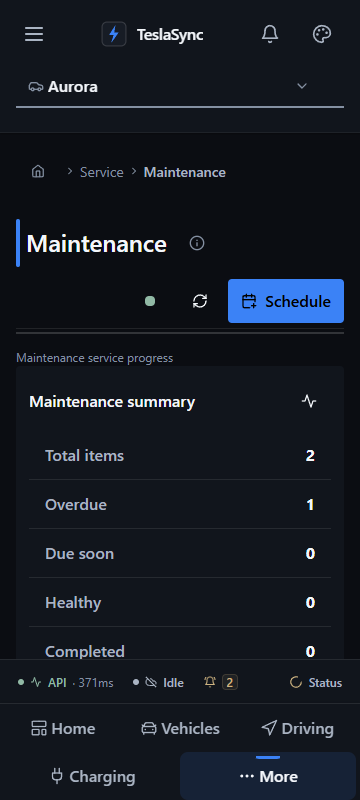 TeslaSync
Aurora
Service Maintenance
Maintenance
Schedule
Maintenance service progress
Maintenance summary
Total items 2
Overdue 1
Due soon 0
Healthy 0
Completed 0
API · 371ms Idle 2 Status
Home Vehicles Driving
Charging More